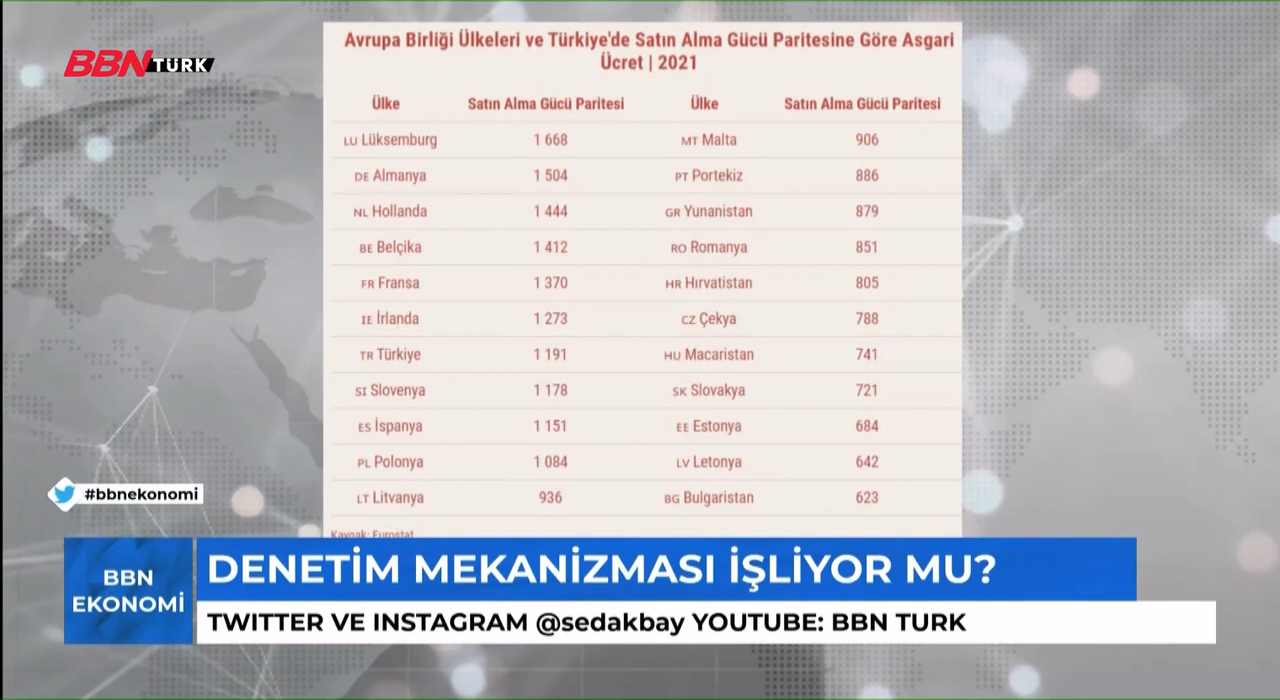 BBN TÜRK
Avrupa Birliği Ülkeleri ve Türkiye'de Satın Alma Gücü Paritesine Göre Asgari
Ücret | 2021
Ülke Satın Alma Gücü Paritesi Ülke Satın Alma Gücü Paritesi
LU Lüksemburg 1 668 MT Malta 906
DE Almanya 1 504 PT Portekiz 886
NL Hollanda 1 444 GR Yunanistan 879
BE Belçika 1 412 RO Romanya 851
FR Fransa 1 370 HR Hırvatistan 805
IE İrlanda 1 273 CZ Çekya 788
TR Türkiye 1 191 HU Macaristan 741
SI Slovenya 1 178 SK Slovakya 721
ES İspanya 1 151 EE Estonya 684
PL Polonya 1 084 LV Letonya 642
LT Litvanya 936 BG Bulgaristan 623
Kaynak: Eurostat
#bbnekonomi
BBN
EKONOMİ
DENETİM MEKANİZMASI İŞLİYOR MU?
TWITTER VE INSTAGRAM @sedakbay YOUTUBE: BBN TURK